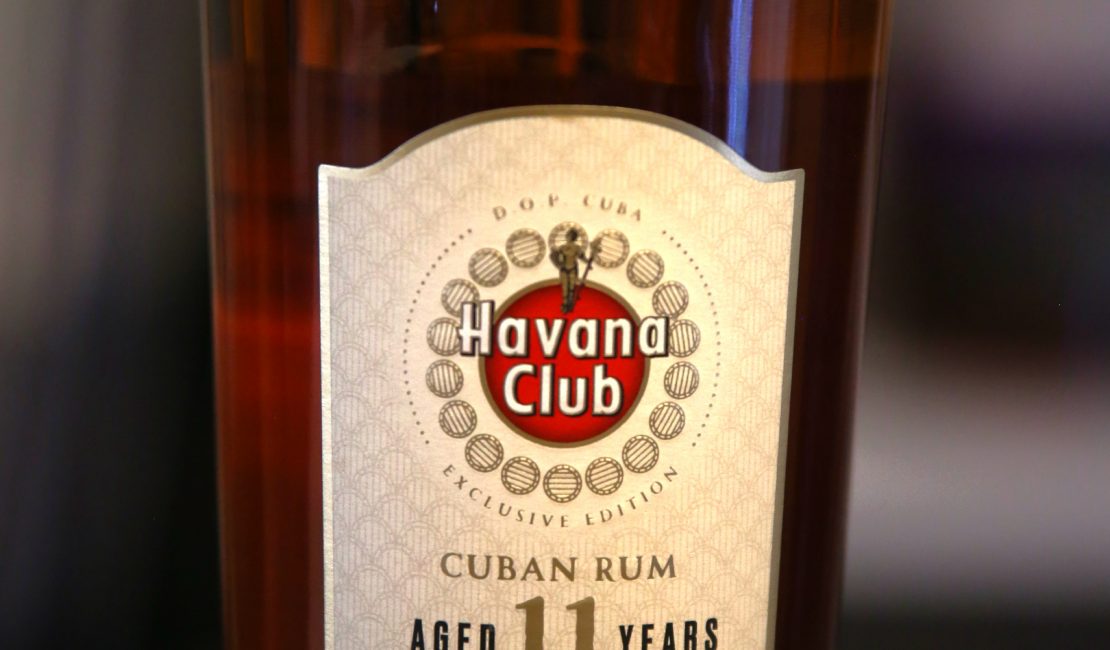 D.O.P. CUBA
Havana
Club
EXCLUSIVE EDITION
CUBAN RUM
AGED 11 YEARS